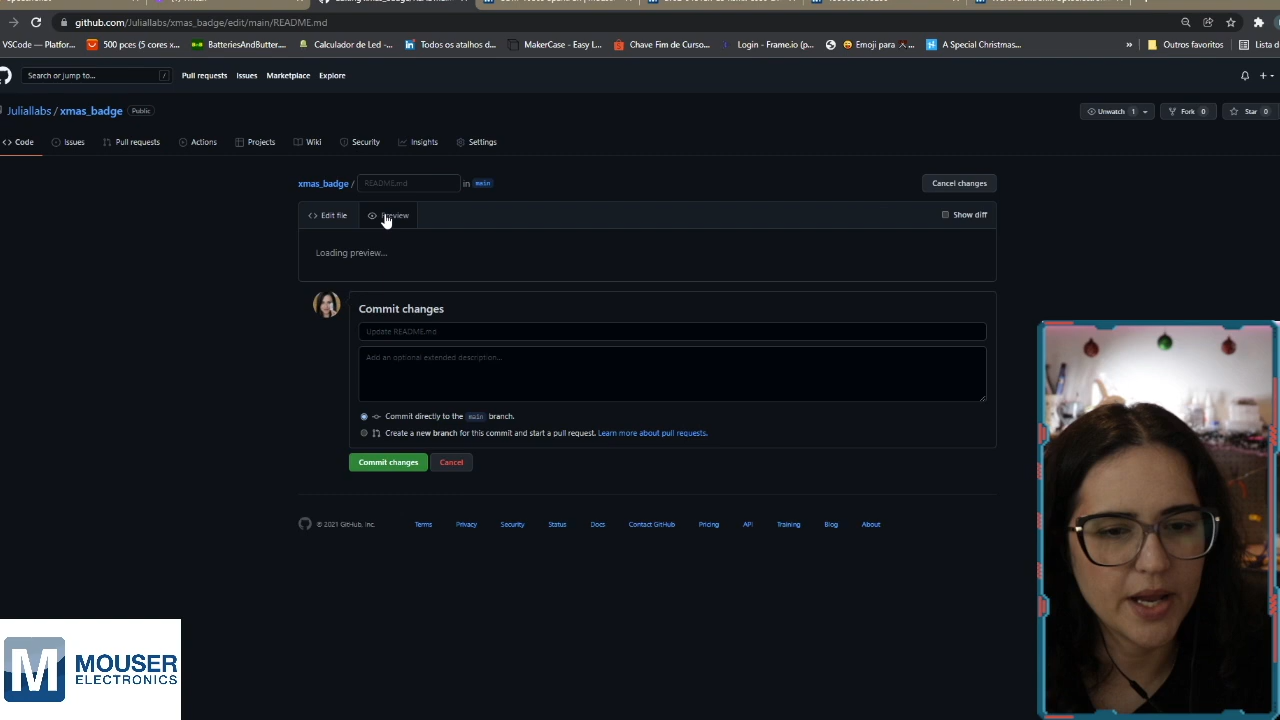 github.com/Juliallabs/xmas_badge/edit/main/README.md
VSCode — Platfor...
500 pces (5 cores x...
BatteriesAndButter....
Calculador de Led -...
Todos os atalhos d...
MakerCase - Easy L...
Chave Fim de Curso...
Login - Frame.io (p...
Emoji para
A Special Christmas...
»
Outros favoritos
Lista d
Search or jump to...
/
Pull requests
Issues
Marketplace
Explore
Juliallabs / xmas_badge
Public
Unwatch 1
Fork 0
Star 0
<> Code
Issues
Pull requests
Actions
Projects
Wiki
Security
Insights
Settings
xmas_badge / README.md in main
Cancel changes
<> Edit file
Preview
Show diff
Loading preview...
Commit changes
Update README.md
Add an optional extended description...
Commit directly to the main branch.
Create a new branch for this commit and start a pull request. Learn more about pull requests.
Commit changes
Cancel
© 2021 GitHub, Inc.
Terms
Privacy
Security
Status
Docs
Contact GitHub
Pricing
API
Training
Blog
About
M MOUSER
ELECTRONICS